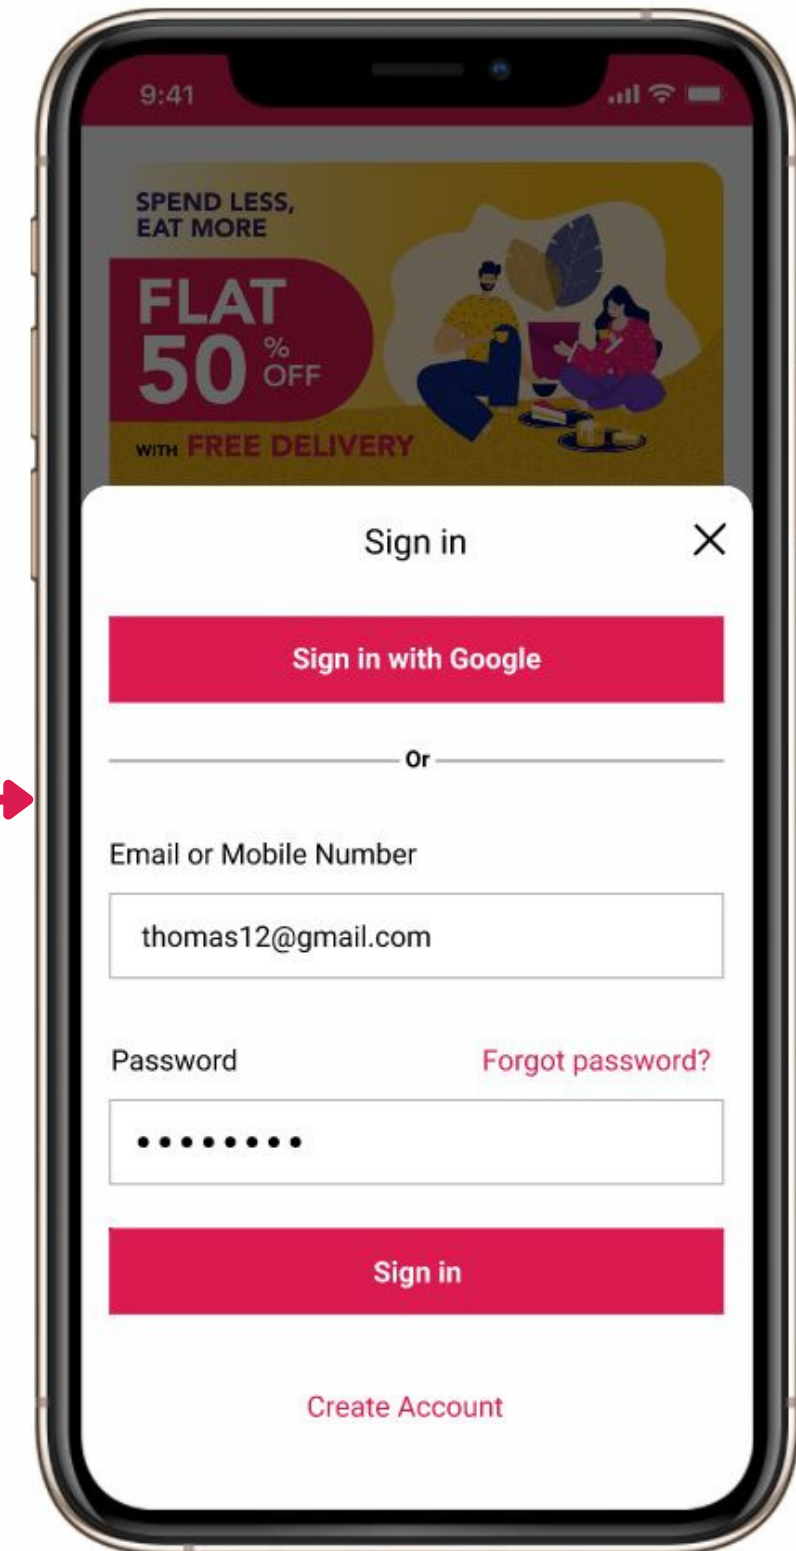 9:41
SPEND LESS,
EAT MORE
FLAT
50 %
OFF
WITH FREE DELIVERY
Sign in
Sign in with Google
Or
Email or Mobile Number
thomas12@gmail.com
Password Forgot password?
••••••••
Sign in
Create Account